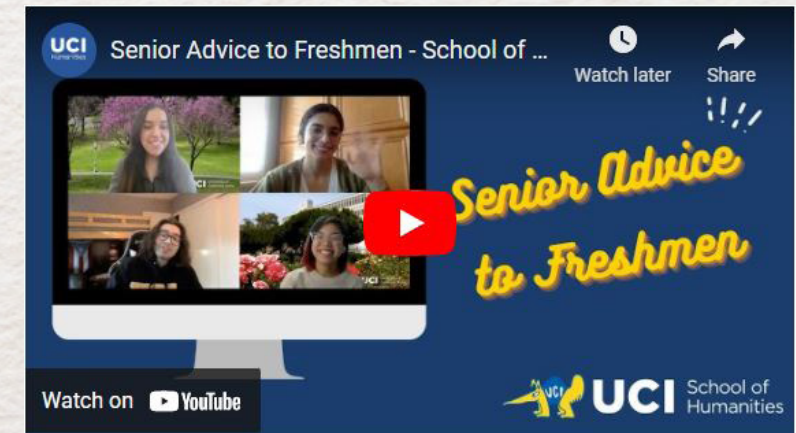 UCI
Humanities
Senior Advice to Freshmen - School of ...
Watch later
Share
Senior Advice
to Freshmen
Watch on YouTube
UCI School of
Humanities